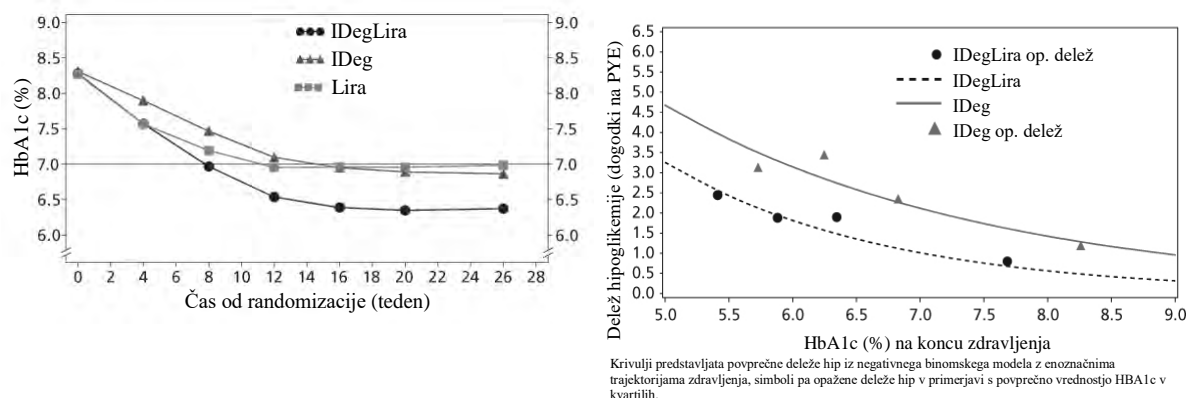 9.0
8.5
8.0
7.5
7.0
6.5
6.0
HbA1c (%)
IDegLira
IDeg
Lira
9.0
8.5
8.0
7.5
7.0
6.5
6.0
0 2 4 6 8 10 12 14 16 18 20 22 24 26 28
Čas od randomizacije (teden)
Delež hipoglikemije (dogodki na PYE)
6.5
6.0
5.5
5.0
4.5
4.0
3.5
3.0
2.5
2.0
1.5
1.0
0.5
0.0
IDegLira op. delež
IDegLira
IDeg
IDeg op. delež
5.0 5.5 6.0 6.5 7.0 7.5 8.0 8.5 9.0
HbA1c (%) na koncu zdravljenja
Krivulji predstavljata povprečne deleže hip iz negativnega binomskega modela z enoznačnima
trajektorijama zdravljenja, simboli pa opažene deleže hip v primerjavi s povprečno vrednostjo HBA1c v
kvartilih.